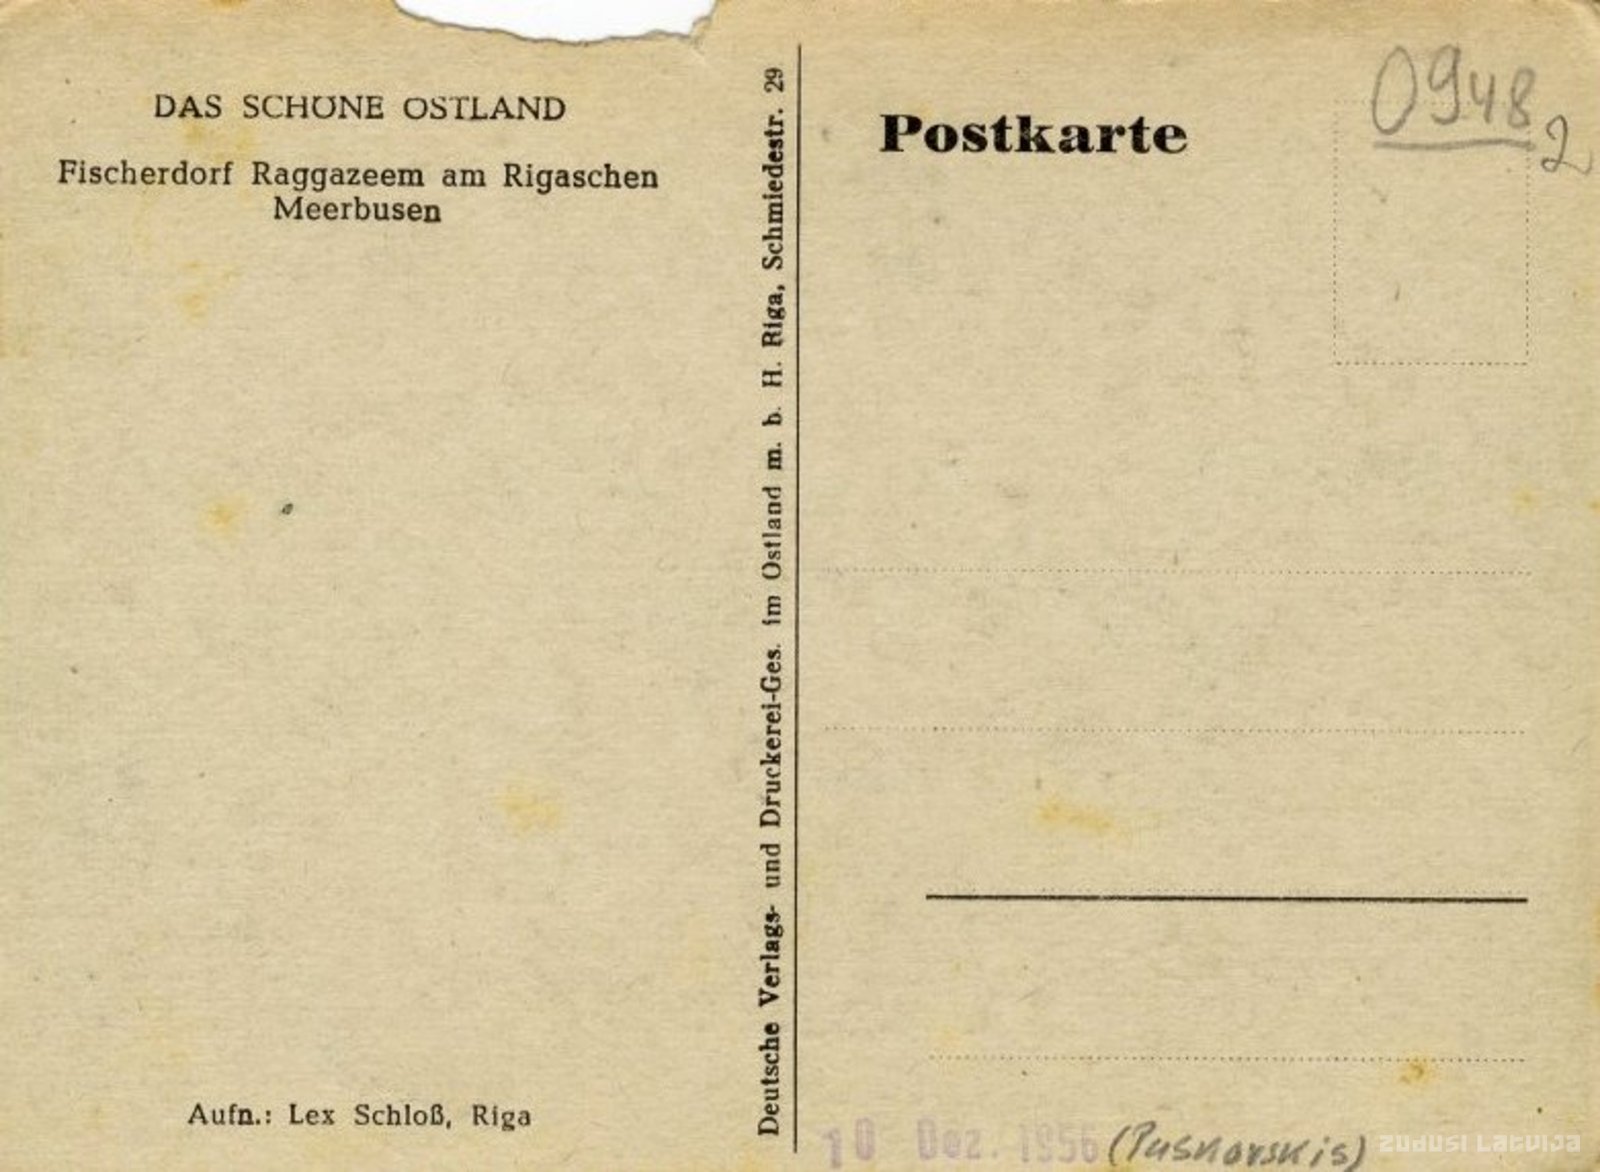 DAS SCHÖNE OSTLAND
Fischerdorf Raggazeem am Rigaschen
Meerbusen
Aufn.: Lex Schloß, Riga
Deutsche Verlags- und Druckerei-Ges. im Ostland m. b. H. Riga, Schmiedestr. 29
Postkarte
0948
2
10 Dez. 1956
zudusi Latvija